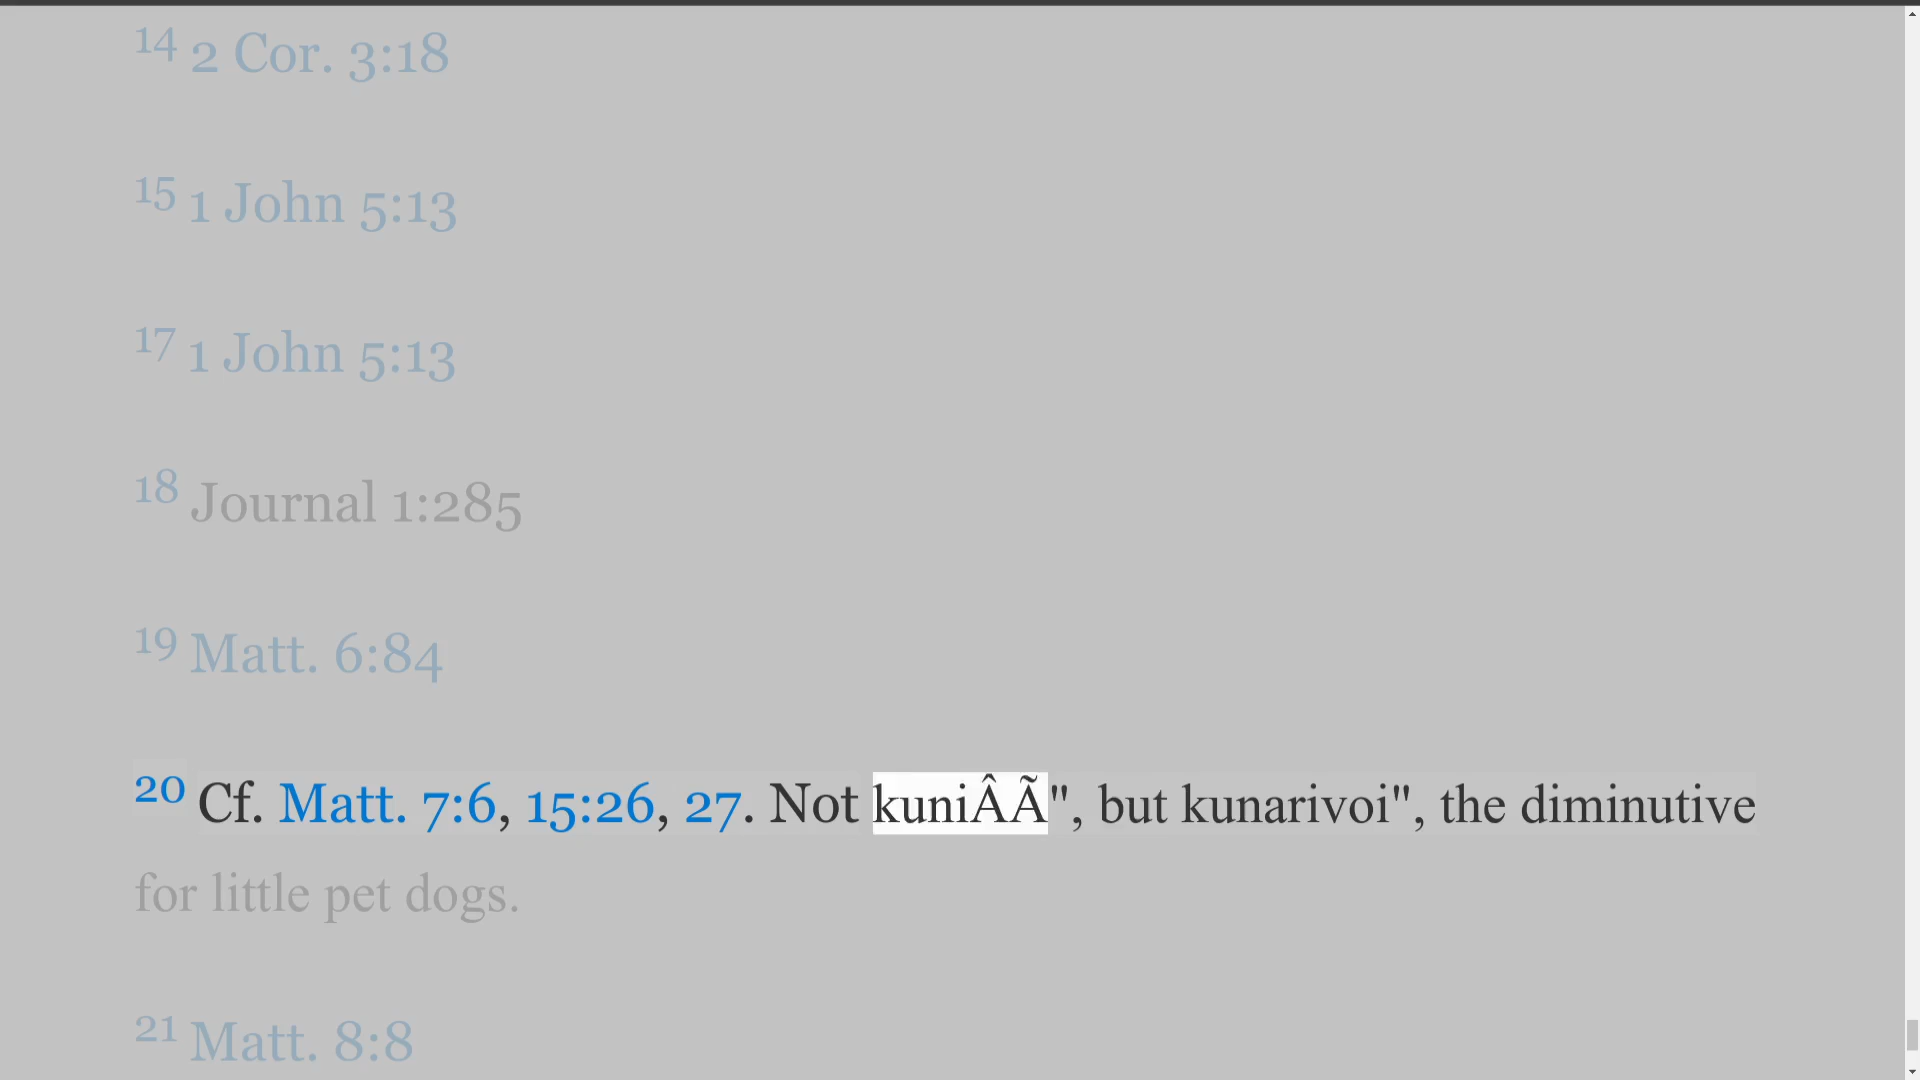 14 2 Cor. 3:18
15 1 John 5:13
17 1 John 5:13
18 Journal 1:285
19 Matt. 6:84
20 Cf. Matt. 7:6, 15:26, 27. Not kuniÂÃ", but kunarivoi", the diminutive
for little pet dogs.
21 Matt. 8:8